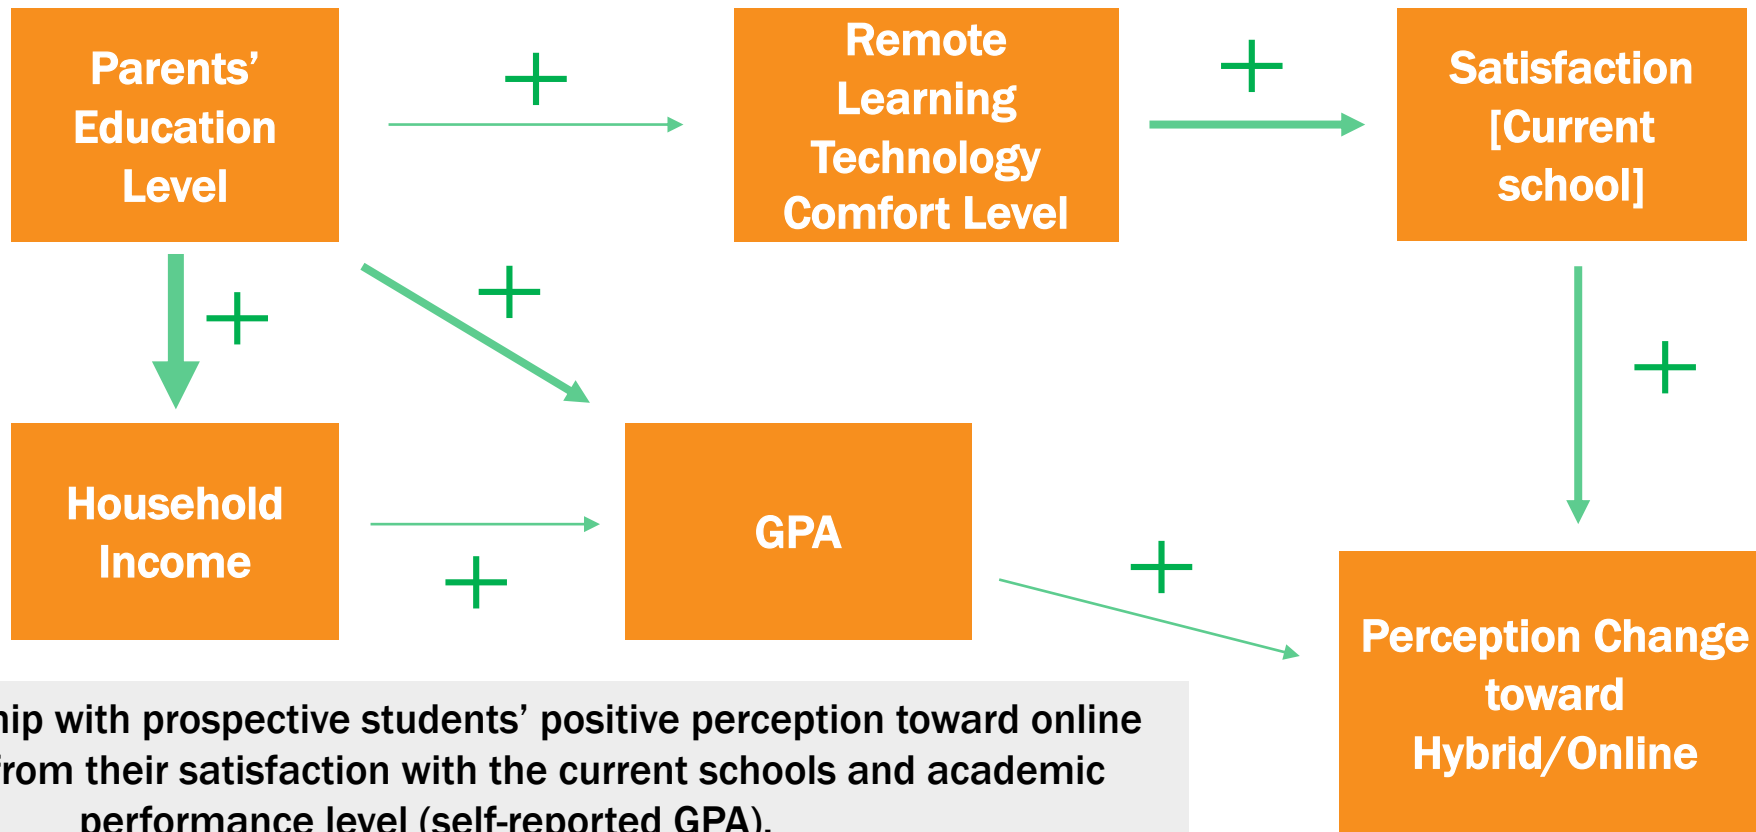 Parents’
Education
Level
Remote
Learning
Technology
Comfort Level
Satisfaction
[Current
school]
Household
Income
GPA
Perception Change
toward
Hybrid/Online
with prospective students’ positive perception toward online
from their satisfaction with the current schools and academic
performance level (self-reported GPA).